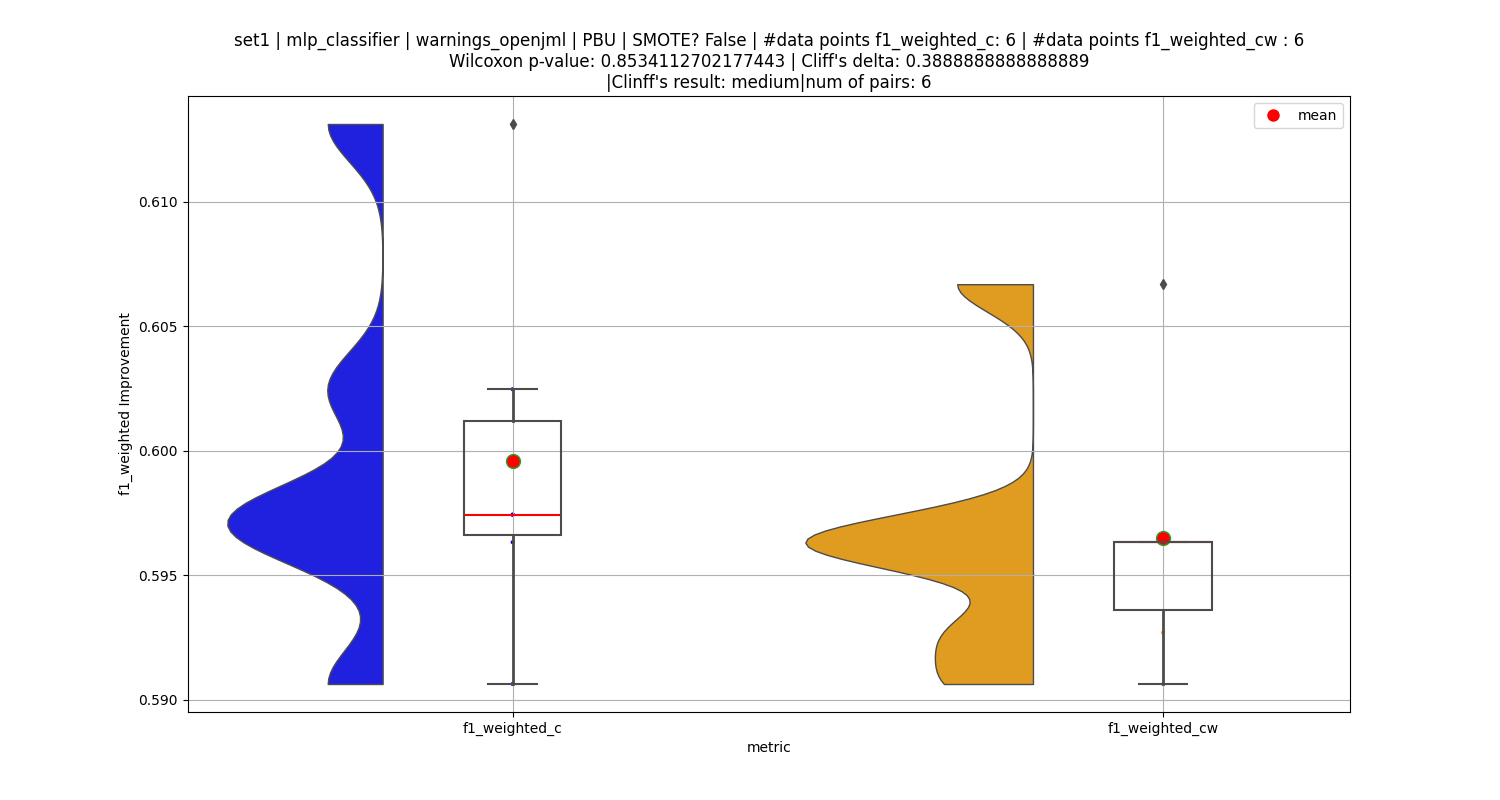 set1 | mlp_classifier | warnings_openjml | PBU | SMOTE? False | #data points f1_weighted_c: 6 | #data points f1_weighted_cw : 6
Wilcoxon p-value: 0.8534112702177443 | Cliff's delta: 0.3888888888888889
|Clinff's result: medium|num of pairs: 6
mean
0.610
0.605
0.600
0.595
0.590
f1_weighted Improvement
f1_weighted_c
f1_weighted_cw
metric